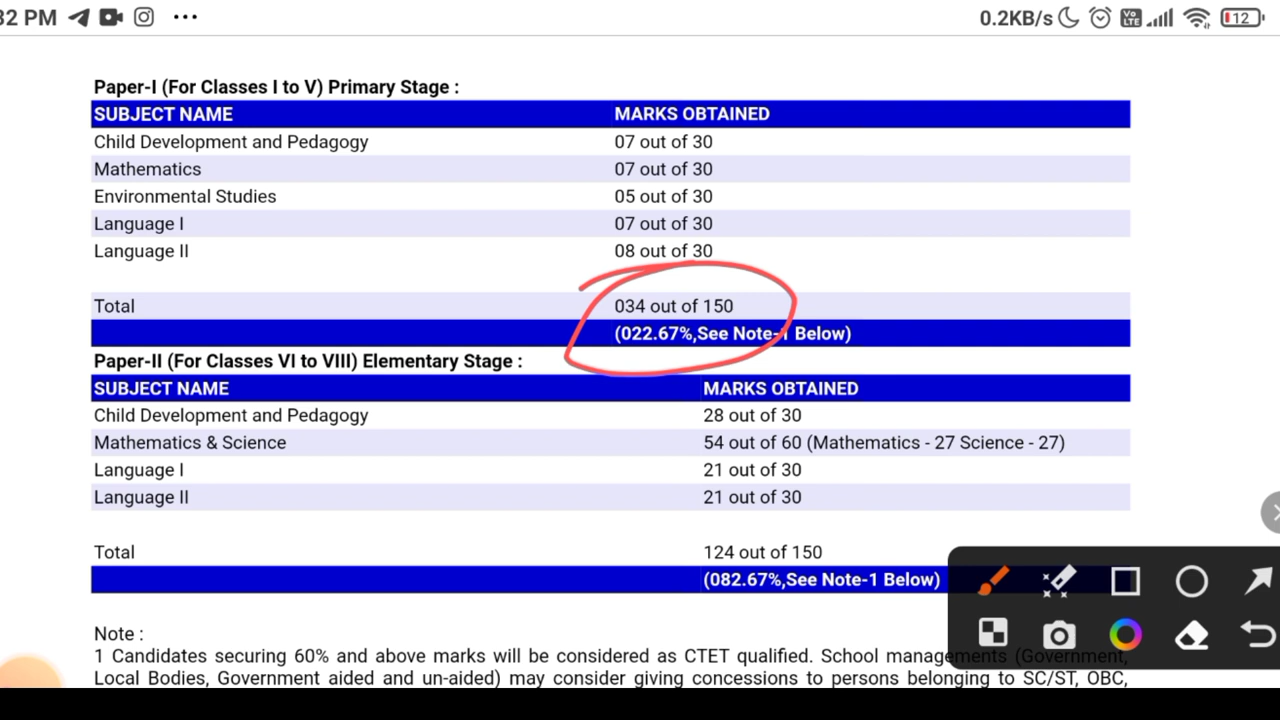 32 PM ••• 0.2KB/s Vo LTE 12
Paper-I (For Classes I to V) Primary Stage :
SUBJECT NAME MARKS OBTAINED
Child Development and Pedagogy 07 out of 30
Mathematics 07 out of 30
Environmental Studies 05 out of 30
Language I 07 out of 30
Language II 08 out of 30
Total 034 out of 150
(022.67%,See Note-1 Below)
Paper-II (For Classes VI to VIII) Elementary Stage :
SUBJECT NAME MARKS OBTAINED
Child Development and Pedagogy 28 out of 30
Mathematics & Science 54 out of 60 (Mathematics - 27 Science - 27)
Language I 21 out of 30
Language II 21 out of 30
Total 124 out of 150
(082.67%,See Note-1 Below)
Note :
1 Candidates securing 60% and above marks will be considered as CTET qualified. School managements (Government,
Local Bodies, Government aided and un-aided) may consider giving concessions to persons belonging to SC/ST, OBC,